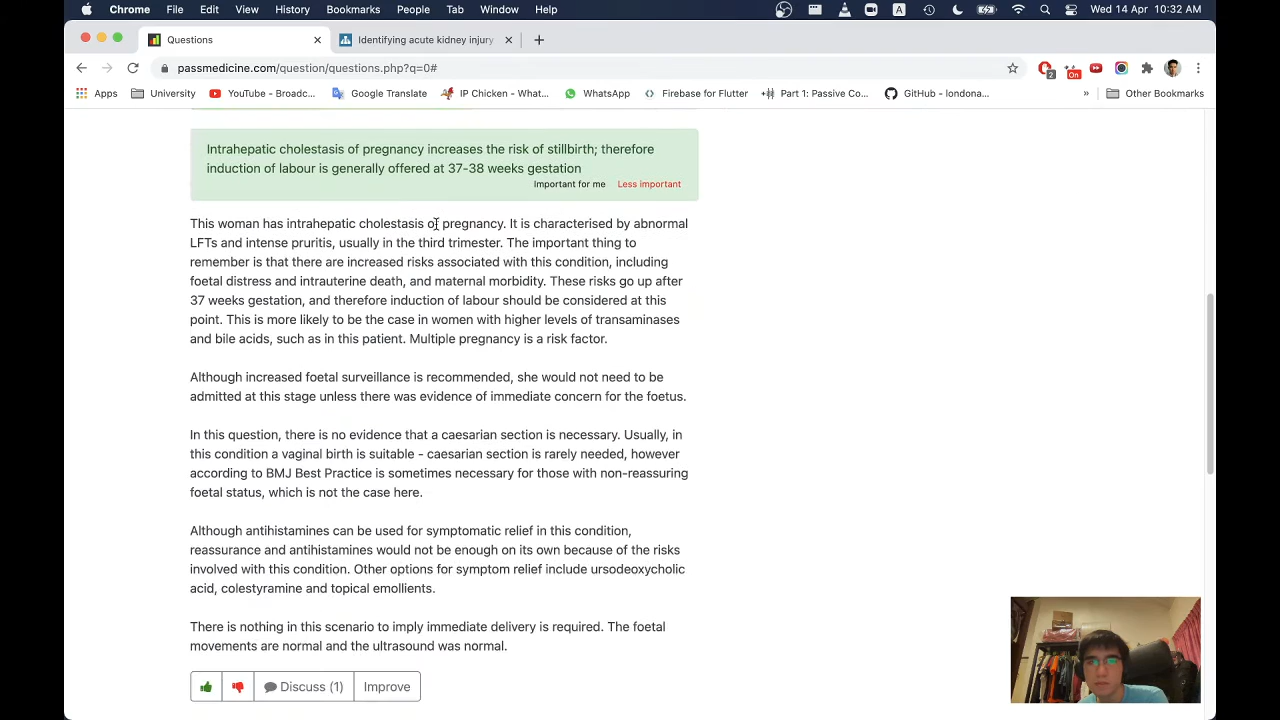 Chrome File Edit View History Bookmarks People Tab Window Help
A
Wed 14 Apr 10:32 AM
Questions
Identifying acute kidney injury
passmedicine.com/question/questions.php?q=0#
2
On
Apps
University
YouTube - Broadc...
Google Translate
IP Chicken - What...
WhatsApp
Firebase for Flutter
Part 1: Passive Co...
GitHub - londona...
»
Other Bookmarks
Intrahepatic cholestasis of pregnancy increases the risk of stillbirth; therefore
induction of labour is generally offered at 37-38 weeks gestation
Important for me Less important
This woman has intrahepatic cholestasis of pregnancy. It is characterised by abnormal
LFTs and intense pruritis, usually in the third trimester. The important thing to
remember is that there are increased risks associated with this condition, including
foetal distress and intrauterine death, and maternal morbidity. These risks go up after
37 weeks gestation, and therefore induction of labour should be considered at this
point. This is more likely to be the case in women with higher levels of transaminases
and bile acids, such as in this patient. Multiple pregnancy is a risk factor.
Although increased foetal surveillance is recommended, she would not need to be
admitted at this stage unless there was evidence of immediate concern for the foetus.
In this question, there is no evidence that a caesarian section is necessary. Usually, in
this condition a vaginal birth is suitable - caesarian section is rarely needed, however
according to BMJ Best Practice is sometimes necessary for those with non-reassuring
foetal status, which is not the case here.
Although antihistamines can be used for symptomatic relief in this condition,
reassurance and antihistamines would not be enough on its own because of the risks
involved with this condition. Other options for symptom relief include ursodeoxycholic
acid, colestyramine and topical emollients.
There is nothing in this scenario to imply immediate delivery is required. The foetal
movements are normal and the ultrasound was normal.
Discuss (1)
Improve